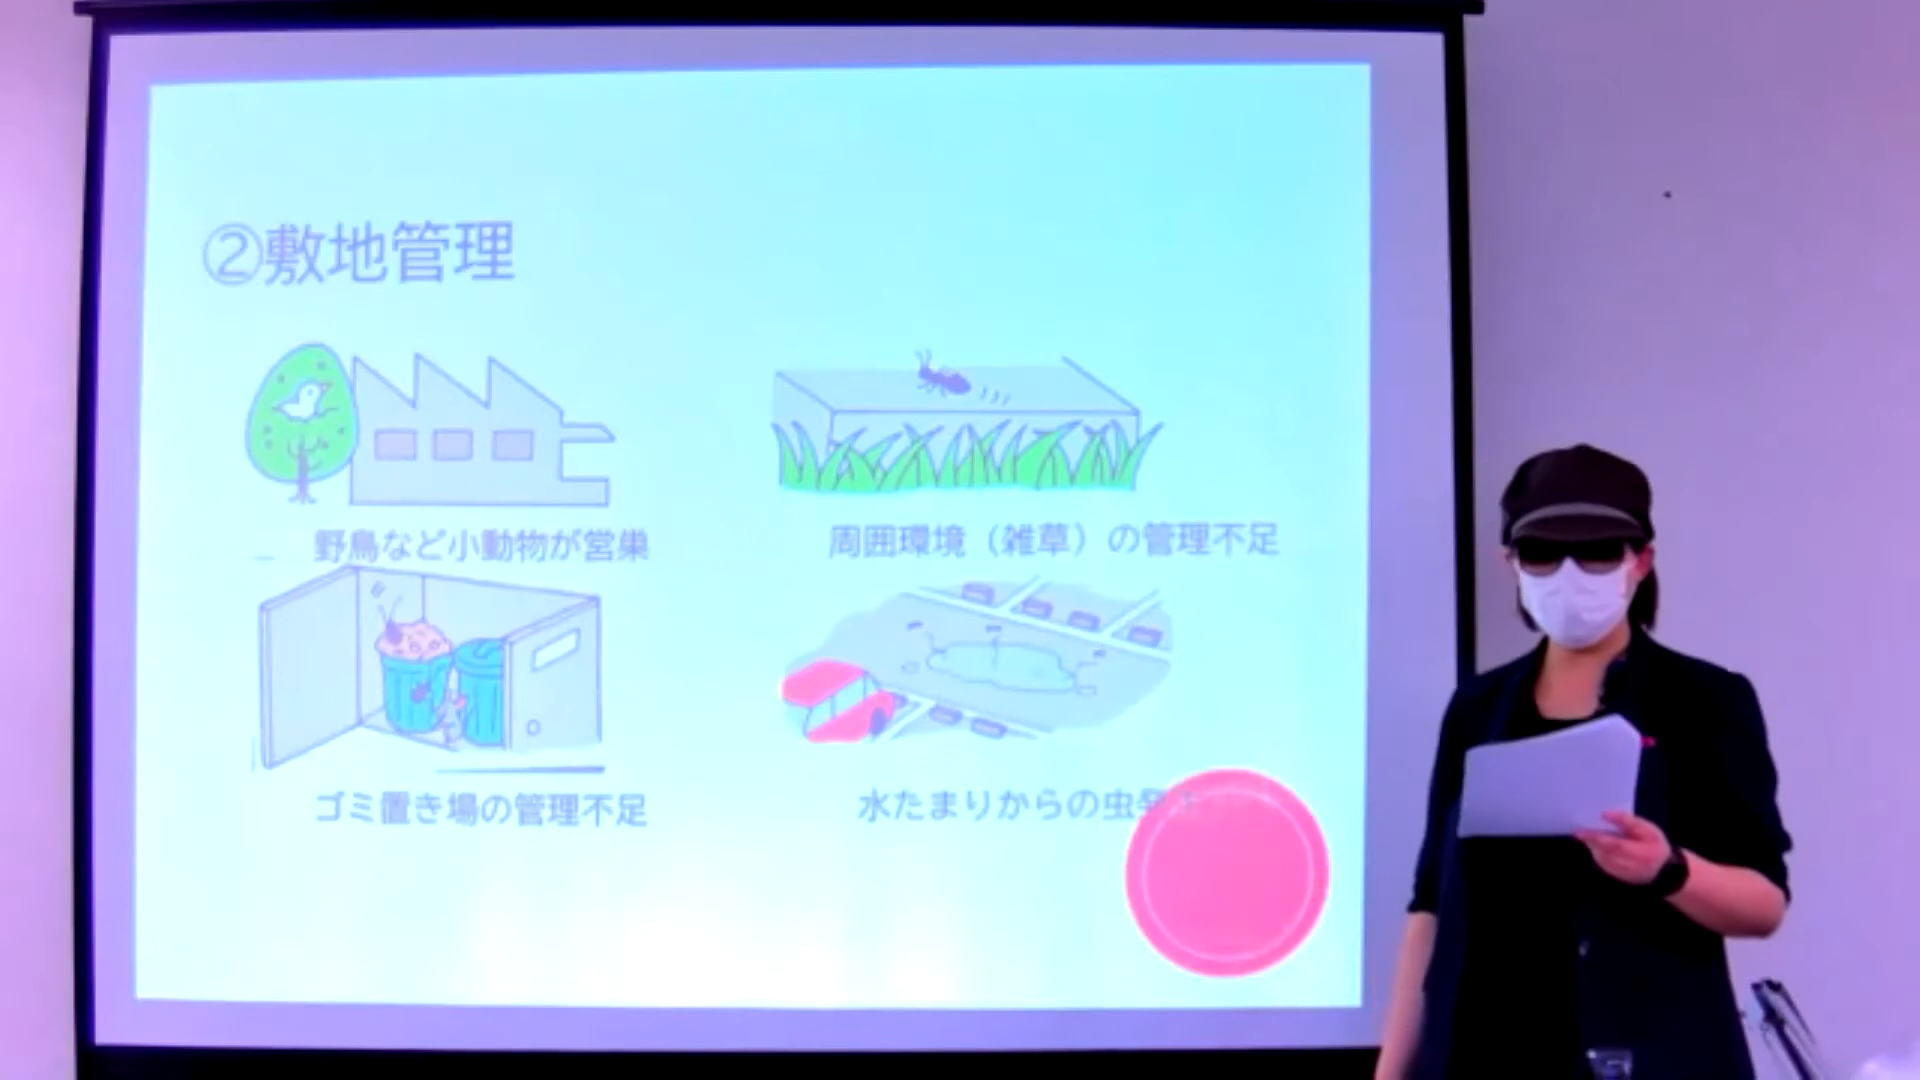 ②敷地管理
野鳥など小動物が営巣
周囲環境（雑草）の管理不足
ゴミ置き場の管理不足
水たまりからの虫発